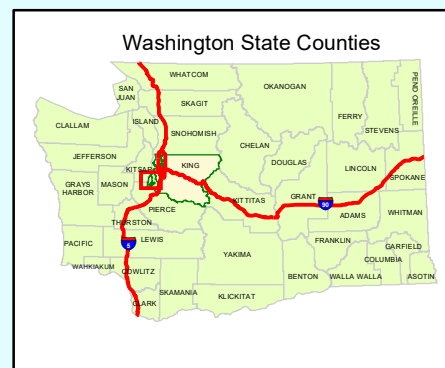 Washington State Counties
WHATCOM
OKANOGAN
PEND OREILLE
SAN
JUAN
SKAGIT
FERRY
STEVENS
ISLAND
CLALLAM
SNOHOMISH
CHELAN
JEFFERSON
DOUGLAS
LINCOLN
KITSAP
KING
SPOKANE
GRAYS
HARBOR
MASON
KITTITAS
GRANT
90
ADAMS
WHITMAN
PIERCE
THURSTON
PACIFIC
5
LEWIS
FRANKLIN
GARFIELD
YAKIMA
COLUMBIA
WAHKIAKUM
COWLITZ
BENTON
WALLA WALLA
ASOTIN
SKAMANIA
KLICKITAT
CLARK